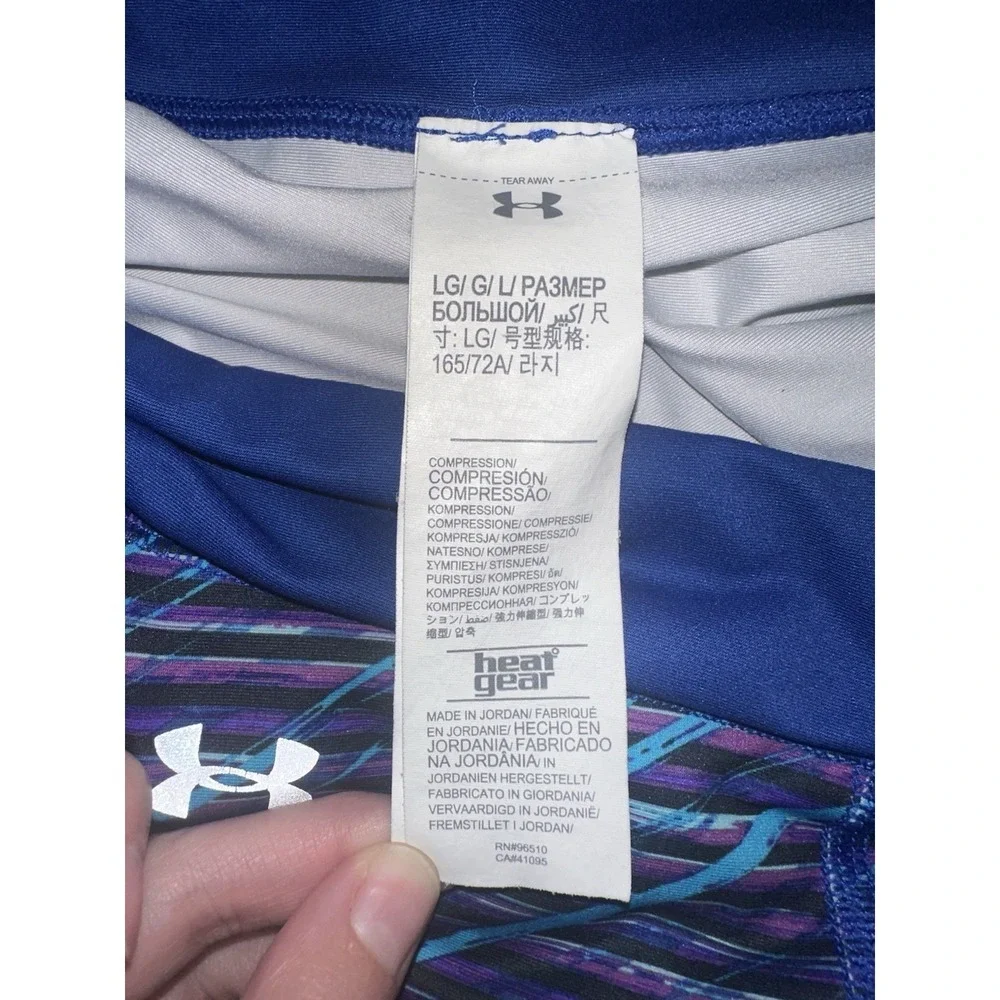 TEAR AWAY
LG/ G/ L/ РАЗМЕР
БОЛЬШОЙ/ كبير/ 尺
寸: LG/ 号型规格:
165/72A/ 라지
COMPRESSION/
COMPRESIÓN/
COMPRESSÃO/
KOMPRESSION/
COMPRESSIONE/ COMPRESSIE/
KOMPRESJA/ KOMPRESSZIÓ/
NATESNO/ KOMPRESE/
ΣΥΜΠΙΕΣΗ/ STISNJENA/
PURISTUS/ KOMPRESI/ อัด/
KOMPRESIJA/ KOMPRESYON/
КОМПРЕССИОННАЯ/ コンプレッ
ション/ ضغط/ 強力伸縮型/ 强力伸
缩型/ 압축
heat
gear
MADE IN JORDAN/ FABRIQUÉ
EN JORDANIE/ HECHO EN
JORDANIA/ FABRICADO
NA JORDÂNIA/ IN
JORDANIEN HERGESTELLT/
FABBRICATO IN GIORDANIA/
VERVAARDIGD IN JORDANIË/
FREMSTILLET I JORDAN/
RN#96510
CA#41095